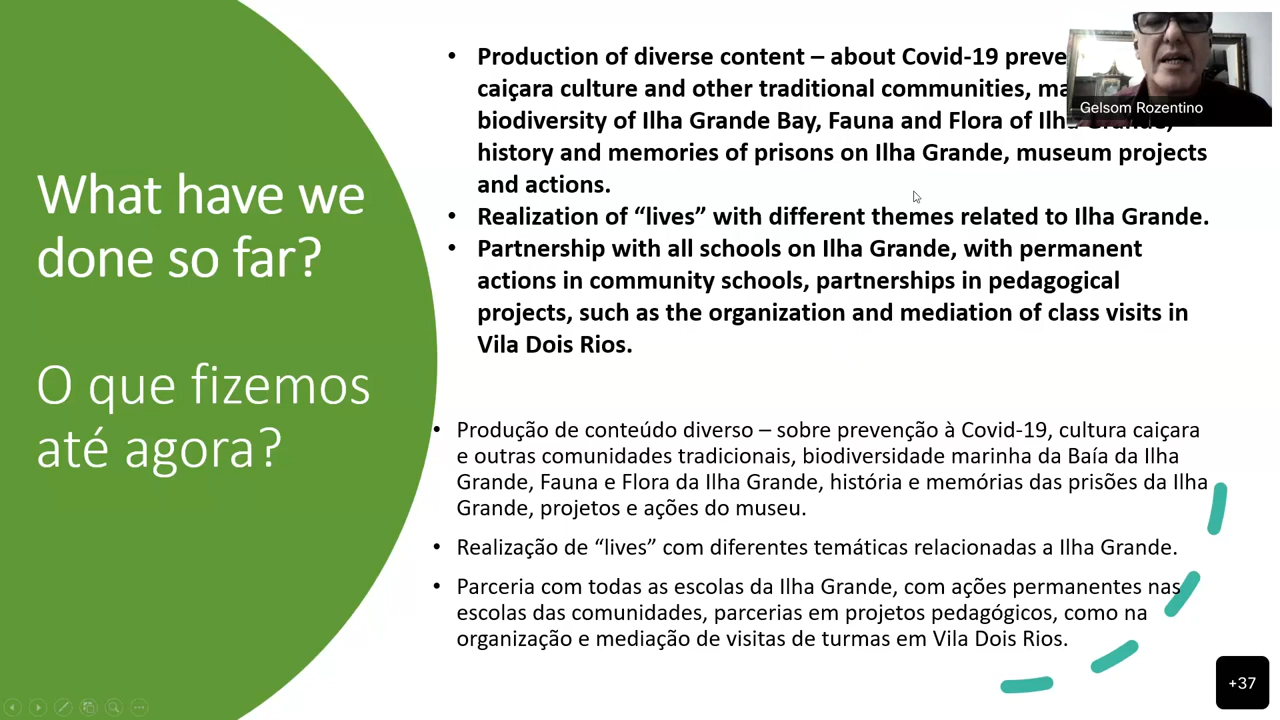 What have we
done so far?
O que fizemos
até agora?
• Production of diverse content – about Covid-19 preve
caiçara culture and other traditional communities, ma
biodiversity of Ilha Grande Bay, Fauna and Flora of Ilha Grande,
history and memories of prisons on Ilha Grande, museum projects
and actions.
• Realization of “lives” with different themes related to Ilha Grande.
• Partnership with all schools on Ilha Grande, with permanent
actions in community schools, partnerships in pedagogical
projects, such as the organization and mediation of class visits in
Vila Dois Rios.
• Produção de conteúdo diverso – sobre prevenção à Covid-19, cultura caiçara
e outras comunidades tradicionais, biodiversidade marinha da Baía da Ilha
Grande, Fauna e Flora da Ilha Grande, história e memórias das prisões da Ilha
Grande, projetos e ações do museu.
• Realização de “lives” com diferentes temáticas relacionadas a Ilha Grande.
• Parceria com todas as escolas da Ilha Grande, com ações permanentes nas
escolas das comunidades, parcerias em projetos pedagógicos, como na
organização e mediação de visitas de turmas em Vila Dois Rios.
Gelsom Rozentino
+37